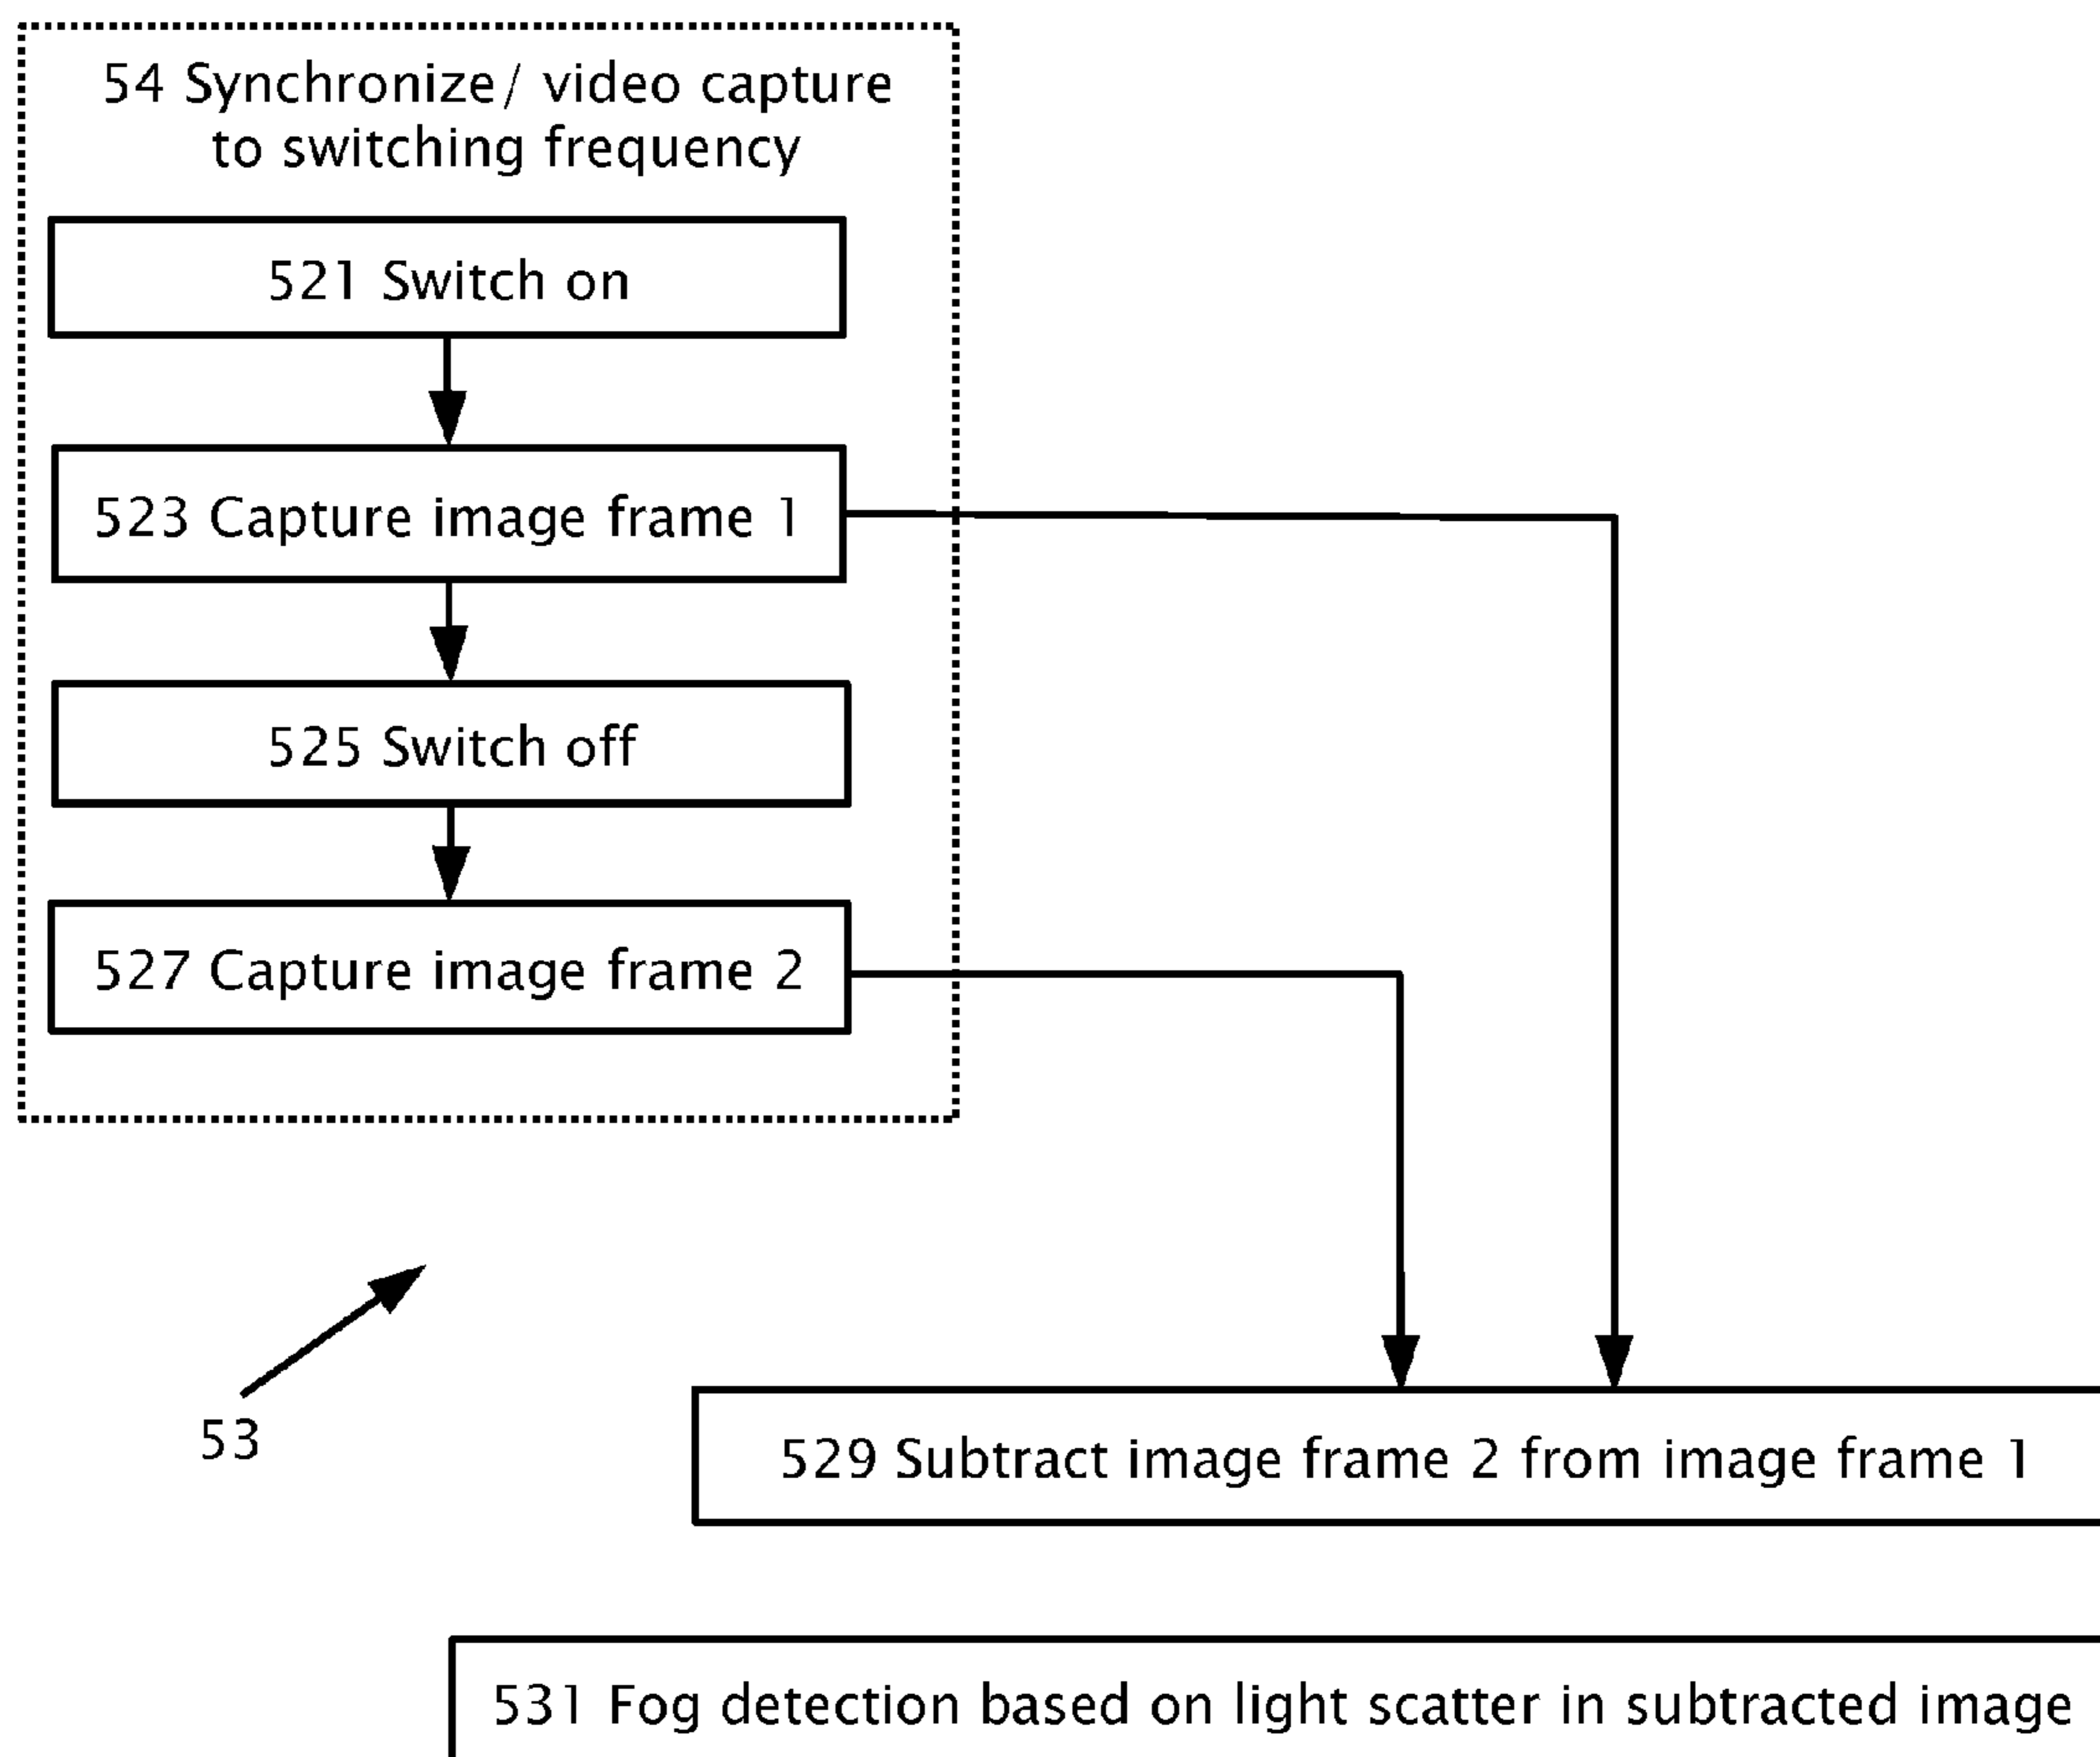 54 Synchronize/ video capture
to switching frequency
521 Switch on
523 Capture image frame 1
525 Switch off
527 Capture image frame 2
53
529 Subtract image frame 2 from image frame 1
531 Fog detection based on light scatter in subtracted image